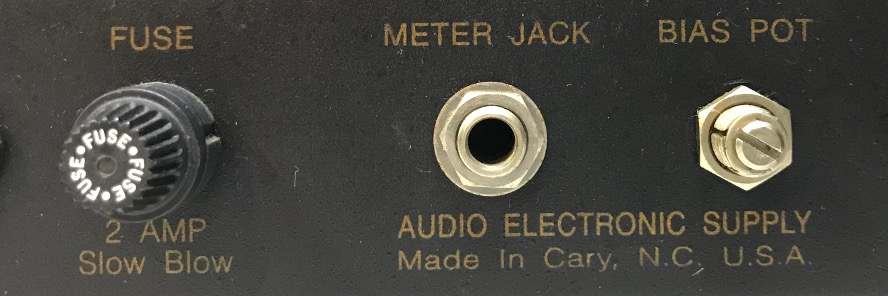 FUSE METER JACK BIAS POT
FUSE • FUSE • FUSE •
2 AMP
Slow Blow
AUDIO ELECTRONIC SUPPLY
Made In Cary, N.C. U.S.A.